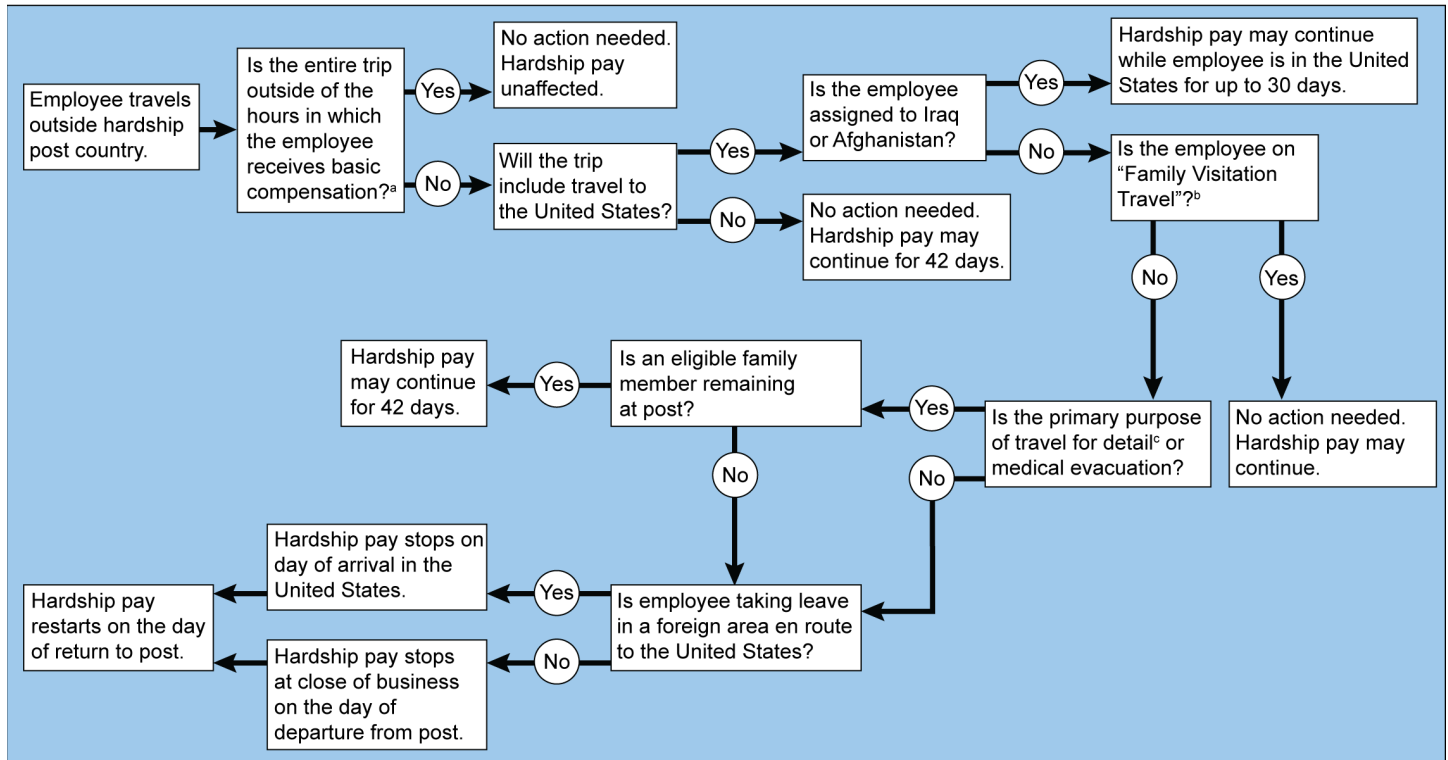 Employee travels
outside hardship
post country.
Is the entire trip
outside of the
hours in which
the employee
receives basic
compensation?ᵃ
Yes
No action needed.
Hardship pay
unaffected.
No
Will the trip
include travel to
the United States?
Yes
No
No action needed.
Hardship pay may
continue for 42 days.
Is the employee
assigned to Iraq
or Afghanistan?
Yes
Hardship pay may continue
while employee is in the United
States for up to 30 days.
No
Is the employee on
“Family Visitation
Travel”?ᵇ
No
Yes
No action needed.
Hardship pay may
continue.
Is the primary purpose
of travel for detailᶜ or
medical evacuation?
Yes
No
Is an eligible family
member remaining
at post?
Yes
Hardship pay
may continue
for 42 days.
No
Is employee taking leave
in a foreign area en route
to the United States?
Yes
Hardship pay stops on
day of arrival in the
United States.
No
Hardship pay stops
at close of business
on the day of
departure from post.
Hardship pay
restarts on the day
of return to post.